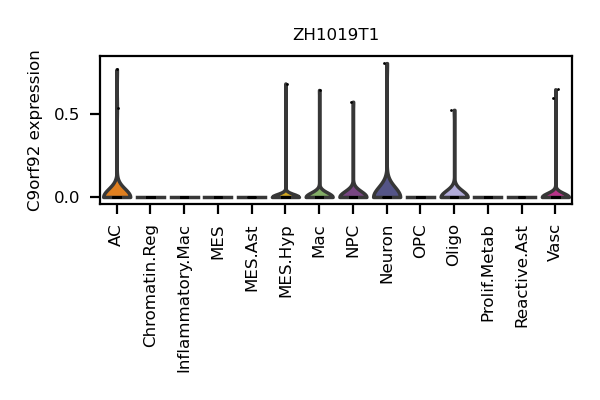 ZH1019T1
C9orf92 expression
0.5
0.0
AC
Chromatin.Reg
Inflammatory.Mac
MES
MES.Ast
MES.Hyp
Mac
NPC
Neuron
OPC
Oligo
Prolif.Metab
Reactive.Ast
Vasc